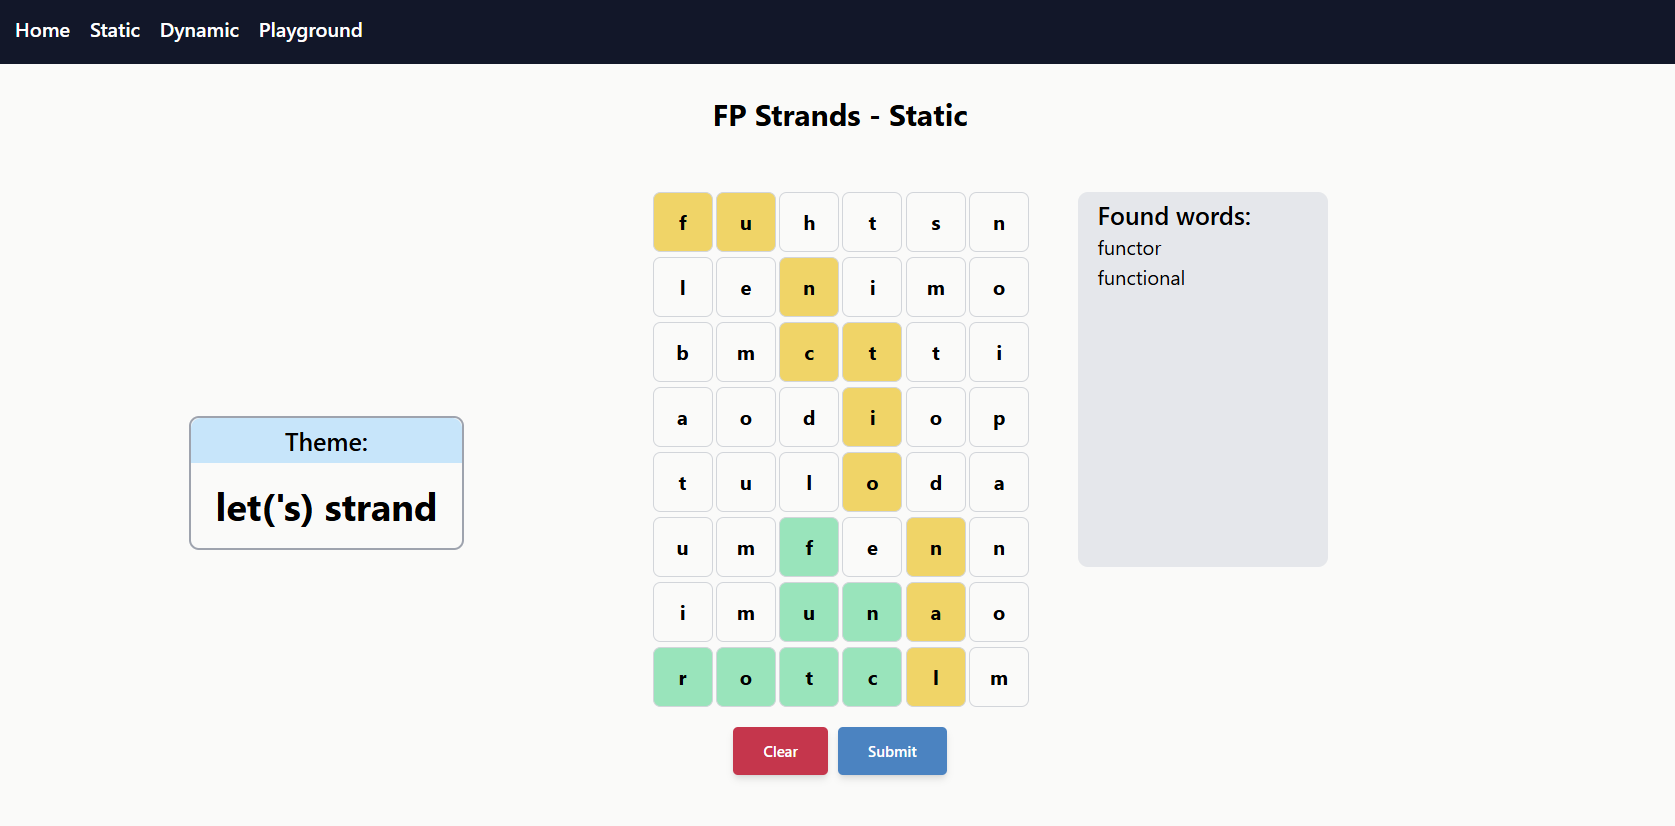 Home Static Dynamic Playground
FP Strands - Static
Theme:
let('s) strand
f u h t s n
l e n i m o
b m c t t i
a o d i o p
t u l o d a
u m f e n n
i m u n a o
r o t c l m
Clear Submit
Found words:
functor
functional